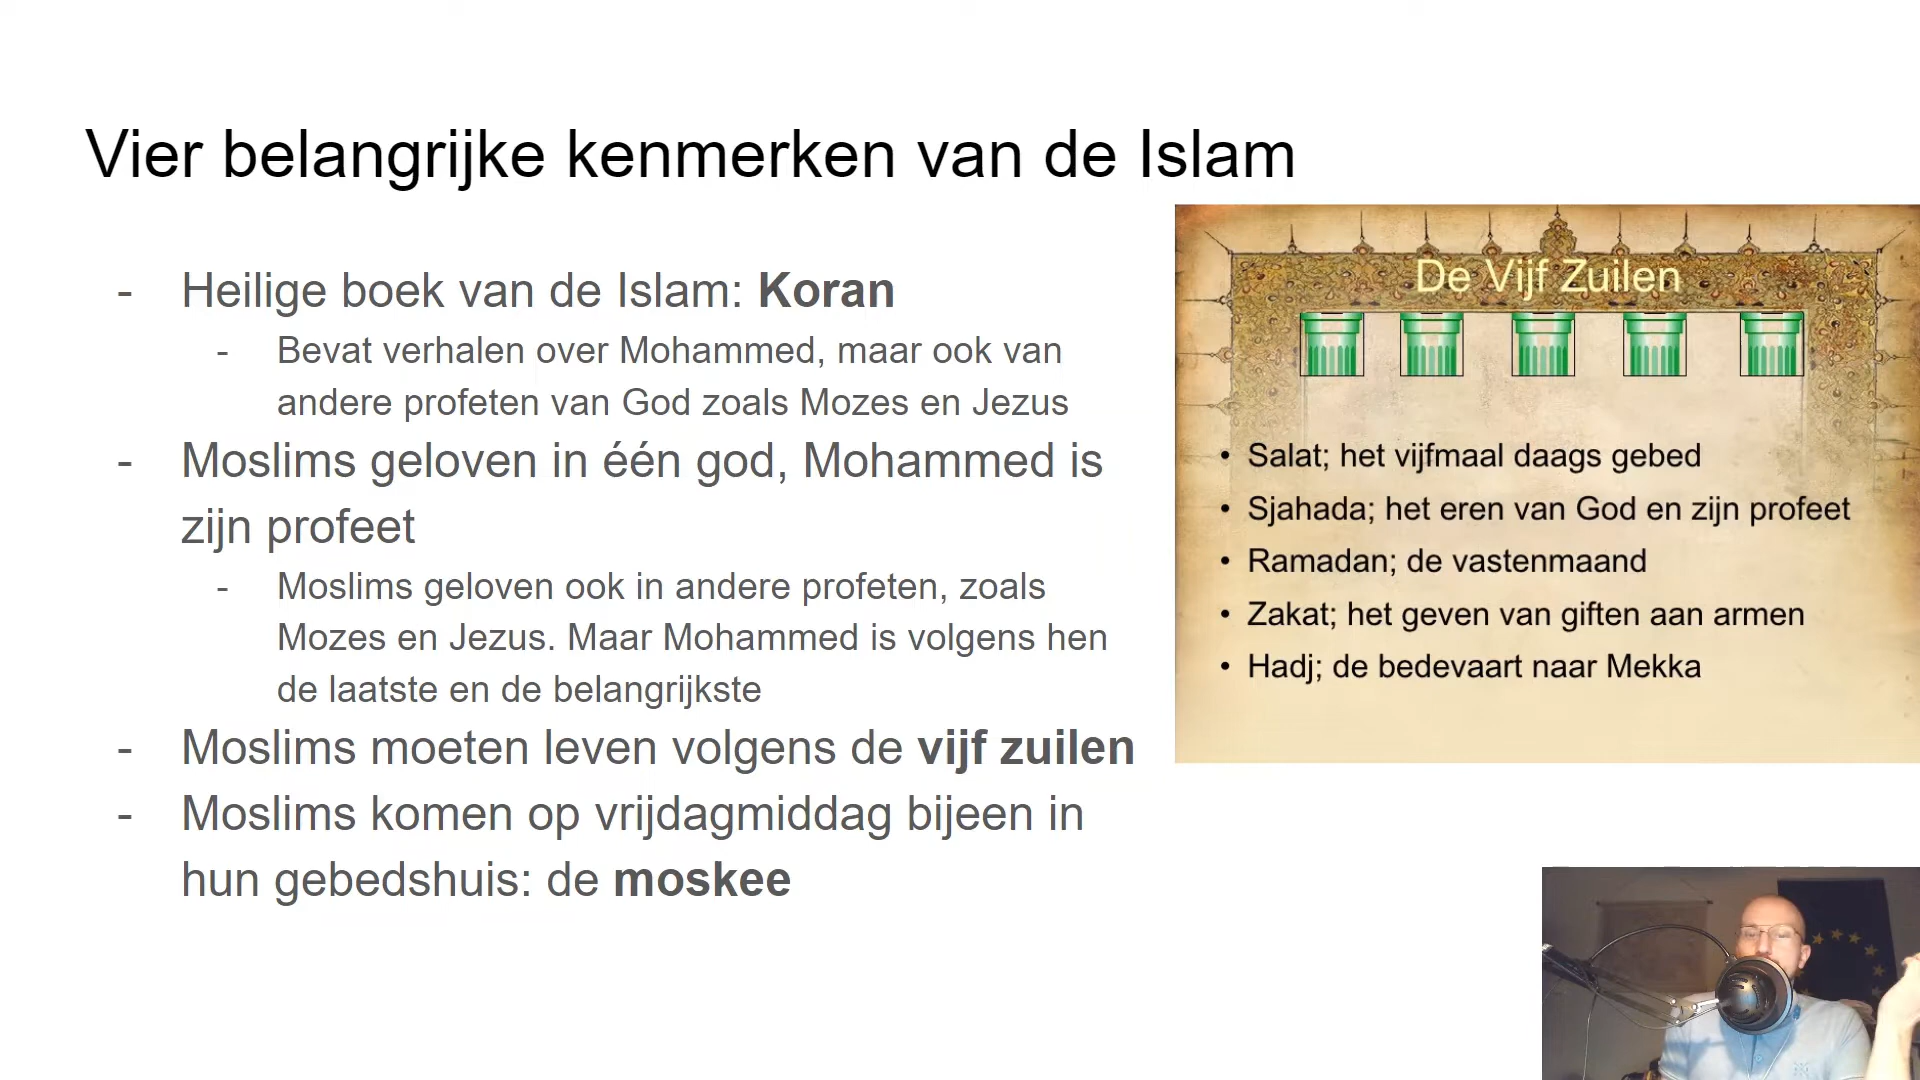 Vier belangrijke kenmerken van de Islam
- Heilige boek van de Islam: Koran
- Bevat verhalen over Mohammed, maar ook van
andere profeten van God zoals Mozes en Jezus
- Moslims geloven in één god, Mohammed is
zijn profeet
- Moslims geloven ook in andere profeten, zoals
Mozes en Jezus. Maar Mohammed is volgens hen
de laatste en de belangrijkste
- Moslims moeten leven volgens de vijf zuilen
- Moslims komen op vrijdagmiddag bijeen in
hun gebedshuis: de moskee
De Vijf Zuilen
• Salat; het vijfmaal daags gebed
• Sjahada; het eren van God en zijn profeet
• Ramadan; de vastenmaand
• Zakat; het geven van giften aan armen
• Hadj; de bedevaart naar Mekka